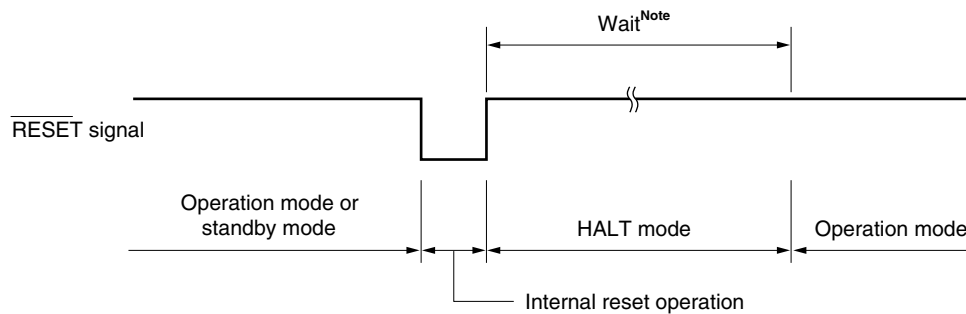 Wait Note
RESET signal
Operation mode or
standby mode
HALT mode
Operation mode
Internal reset operation